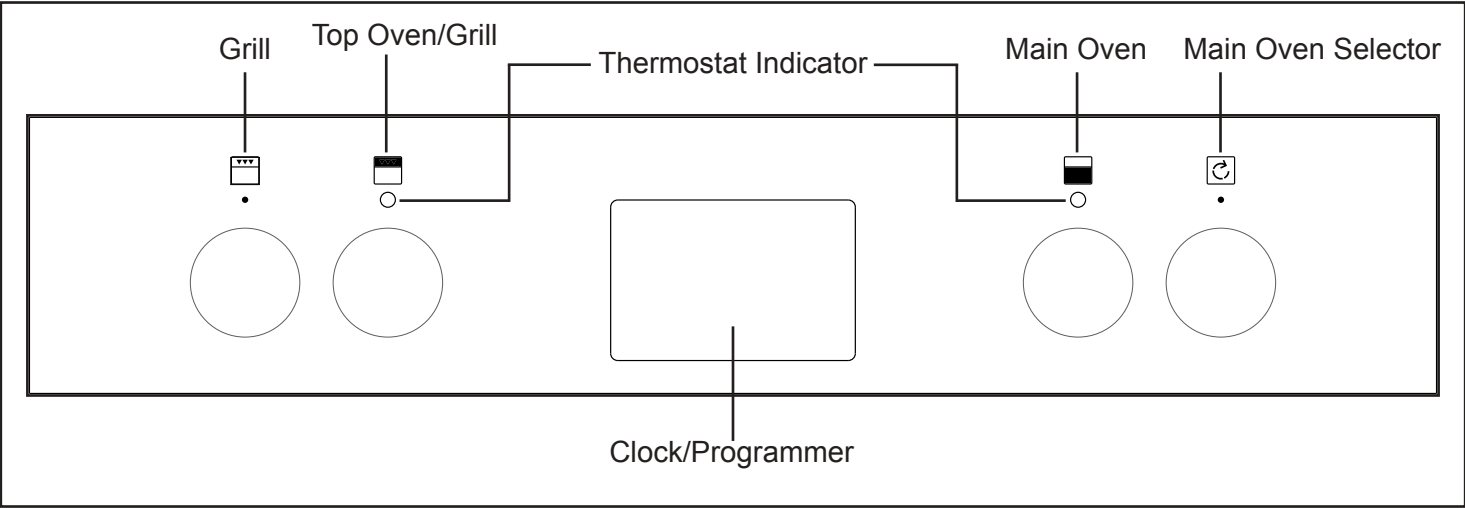 Grill
Top Oven/Grill
Thermostat Indicator
Main Oven
Main Oven Selector
Clock/Programmer